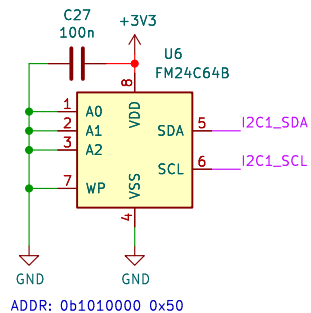 C27
100n
+3V3
U6
FM24C64B
8
VDD
1 A0
2 A1
3 A2
7 WP
SDA 5 I2C1_SDA
SCL 6 I2C1_SCL
VSS
4
GND GND
ADDR: 0b1010000 0x50